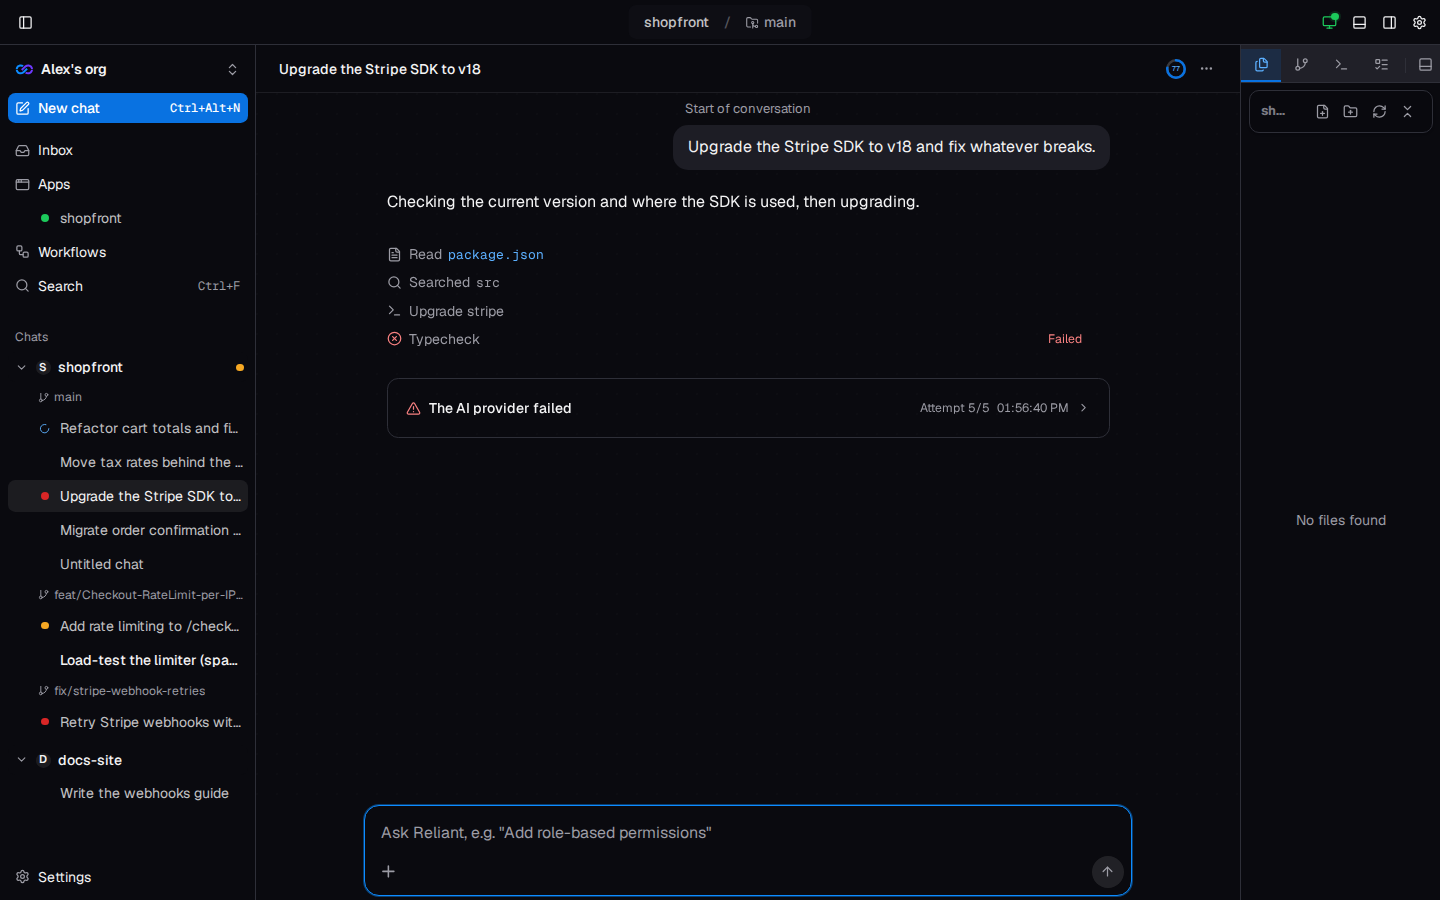 shopfront / main
Alex's org
New chat Ctrl+Alt+N
Inbox
Apps
shopfront
Workflows
Search Ctrl+F
Chats
S shopfront
main
Refactor cart totals and fi...
Move tax rates behind the ...
Upgrade the Stripe SDK to...
Migrate order confirmation ...
Untitled chat
feat/Checkout-RateLimit-per-IP...
Add rate limiting to /check...
Load-test the limiter (spa...
fix/stripe-webhook-retries
Retry Stripe webhooks wit...
D docs-site
Write the webhooks guide
Settings
Upgrade the Stripe SDK to v18
77
Start of conversation
Upgrade the Stripe SDK to v18 and fix whatever breaks.
Checking the current version and where the SDK is used, then upgrading.
Read package.json
Searched src
Upgrade stripe
Typecheck Failed
The AI provider failed Attempt 5/5 01:56:40 PM
Ask Reliant, e.g. "Add role-based permissions"
sh...
No files found